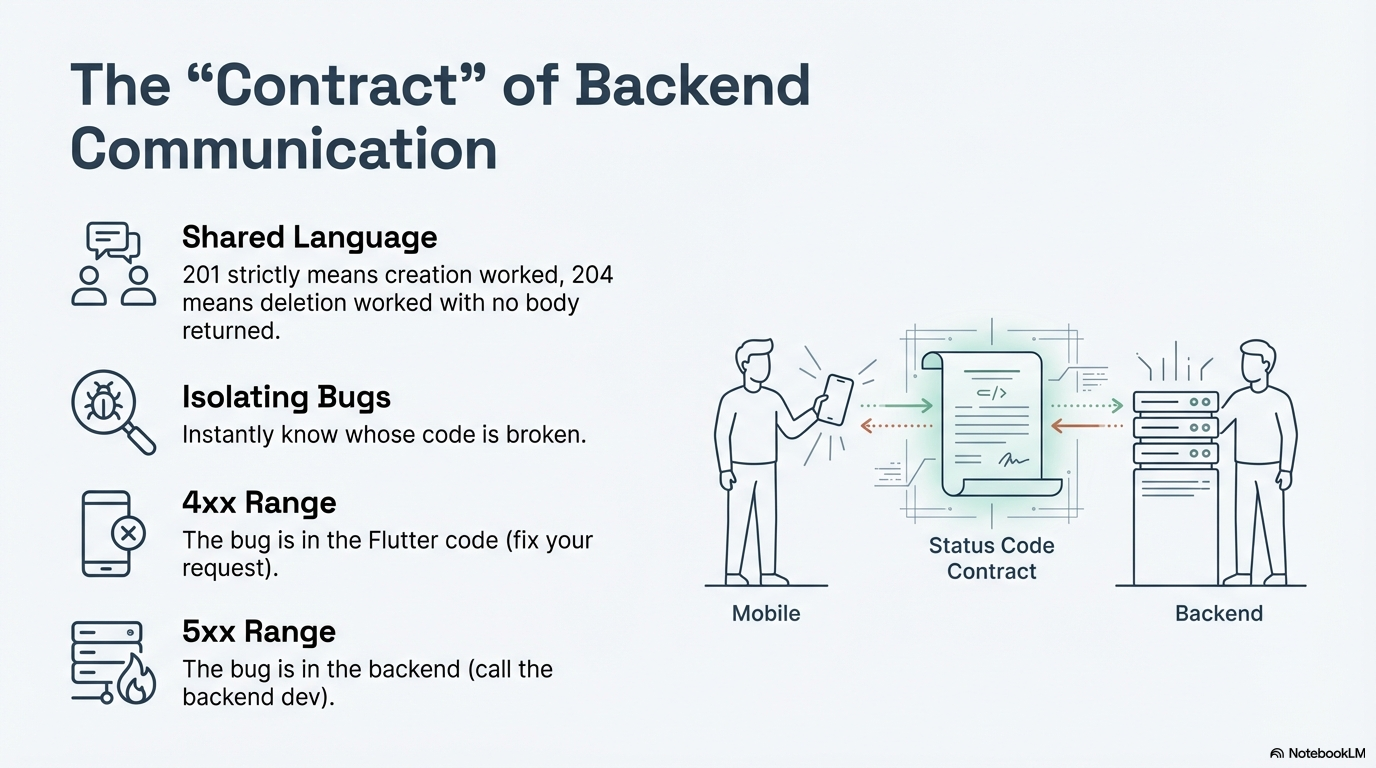 The “Contract” of Backend
Communication
Shared Language
201 strictly means creation worked, 204
means deletion worked with no body
returned.
Isolating Bugs
Instantly know whose code is broken.
4xx Range
The bug is in the Flutter code (fix your
request).
5xx Range
The bug is in the backend (call the
backend dev).
</>
Status Code
Contract
Mobile
Backend
NotebookLM